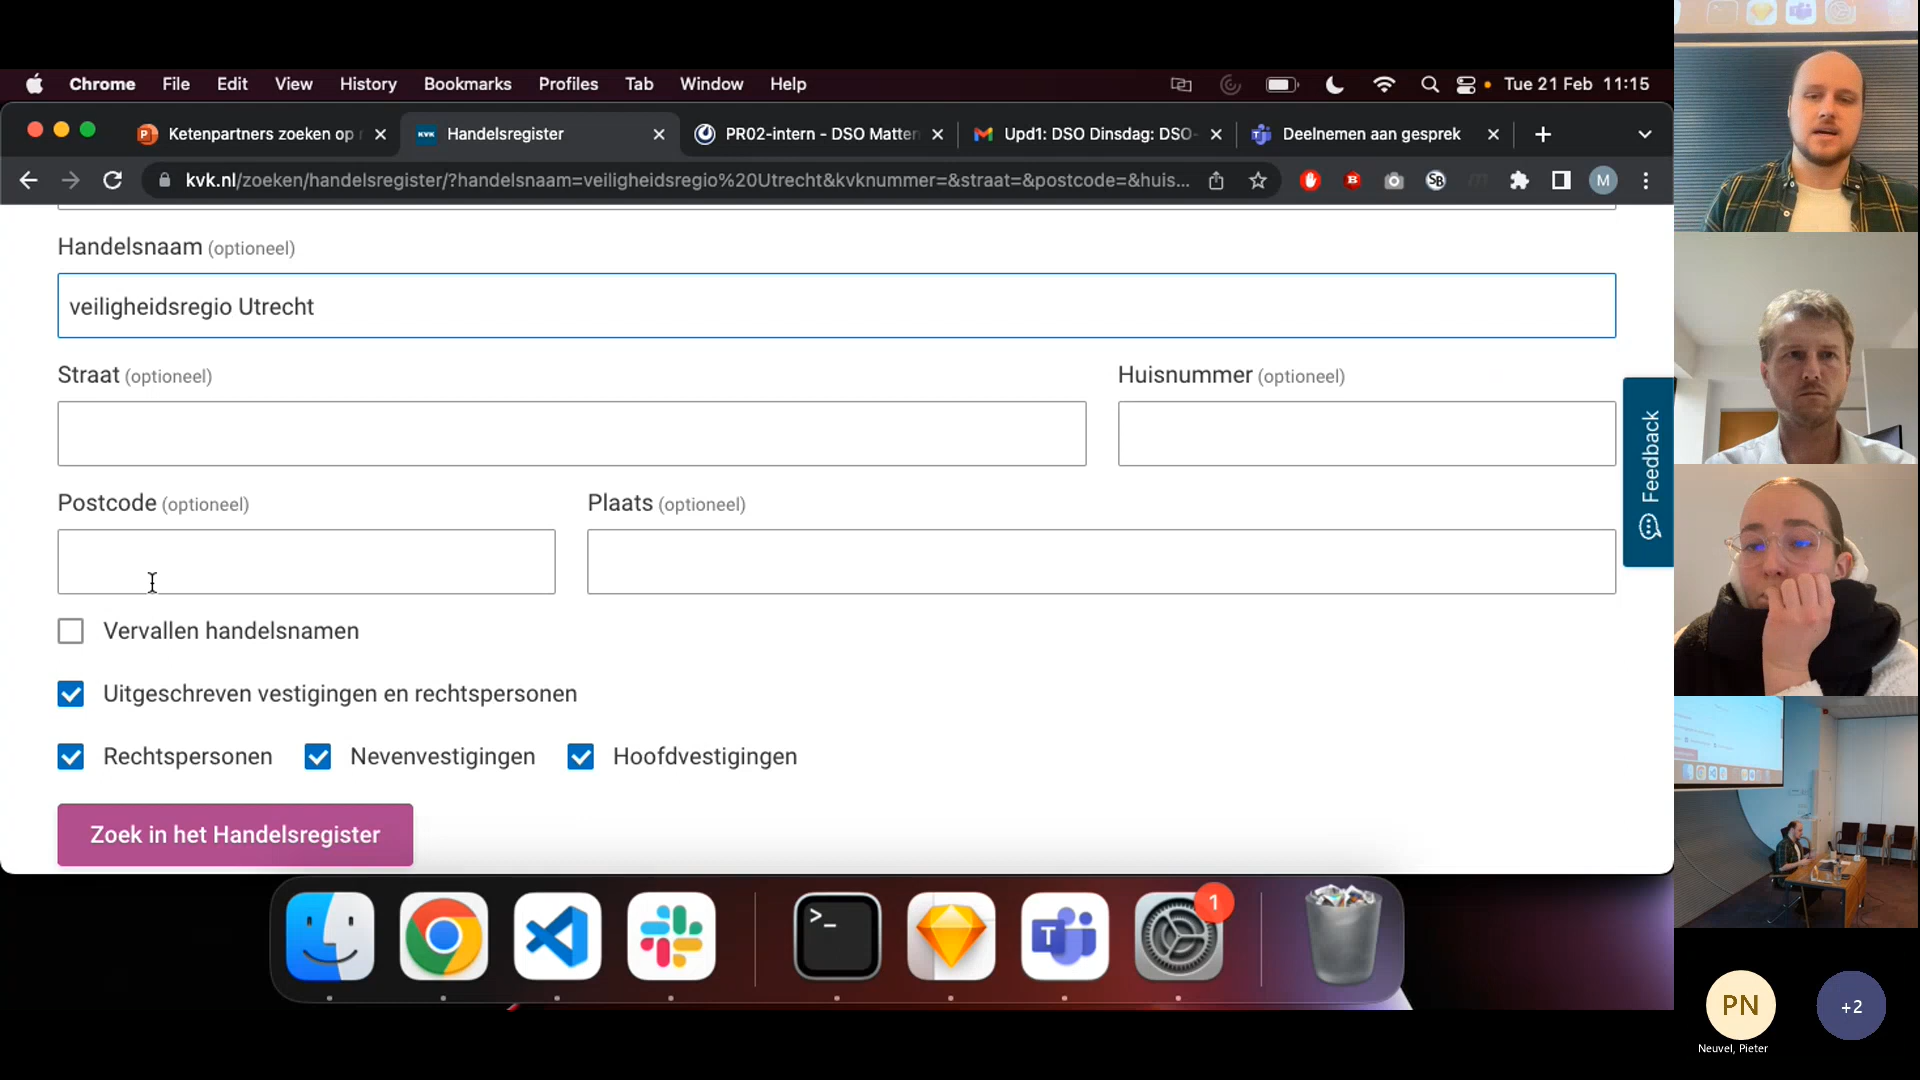 Chrome File Edit View History Bookmarks Profiles Tab Window Help Tue 21 Feb 11:15
Ketenpartners zoeken op
KVK Handelsregister
PR02-intern - DSO Matter
Upd1: DSO Dinsdag: DSO-
Deelnemen aan gesprek
kvk.nl/zoeken/handelsregister/?handelsnaam=veiligheidsregio%20Utrecht&kvknummer=&straat=&postcode=&huis...
M
Handelsnaam (optioneel)
veiligheidsregio Utrecht
Straat (optioneel)
Huisnummer (optioneel)
Postcode (optioneel)
Plaats (optioneel)
Vervallen handelsnamen
Uitgeschreven vestigingen en rechtspersonen
Rechtspersonen
Nevenvestigingen
Hoofdvestigingen
Zoek in het Handelsregister
Feedback
1
T
PN
+2
Neuvel, Pieter